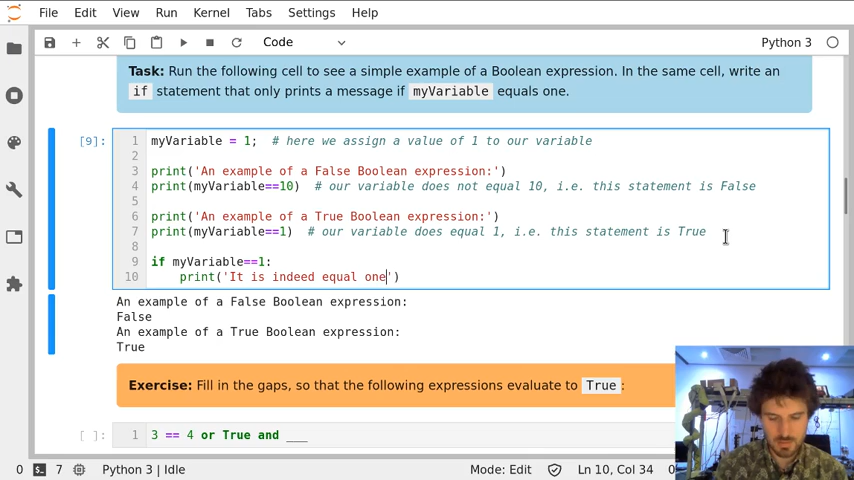 File Edit View Run Kernel Tabs Settings Help
Code Python 3
Task: Run the following cell to see a simple example of a Boolean expression. In the same cell, write an
if statement that only prints a message if myVariable equals one.
[9]:
1 myVariable = 1;  # here we assign a value of 1 to our variable
2
3 print('An example of a False Boolean expression:')
4 print(myVariable==10)  # our variable does not equal 10, i.e. this statement is False
5
6 print('An example of a True Boolean expression:')
7 print(myVariable==1)  # our variable does equal 1, i.e. this statement is True
8
9 if myVariable==1:
10     print('It is indeed equal one')
An example of a False Boolean expression:
False
An example of a True Boolean expression:
True
Exercise: Fill in the gaps, so that the following expressions evaluate to True:
[ ]: 1 3 == 4 or True and ___
0 7 Python 3 | Idle Mode: Edit Ln 10, Col 34